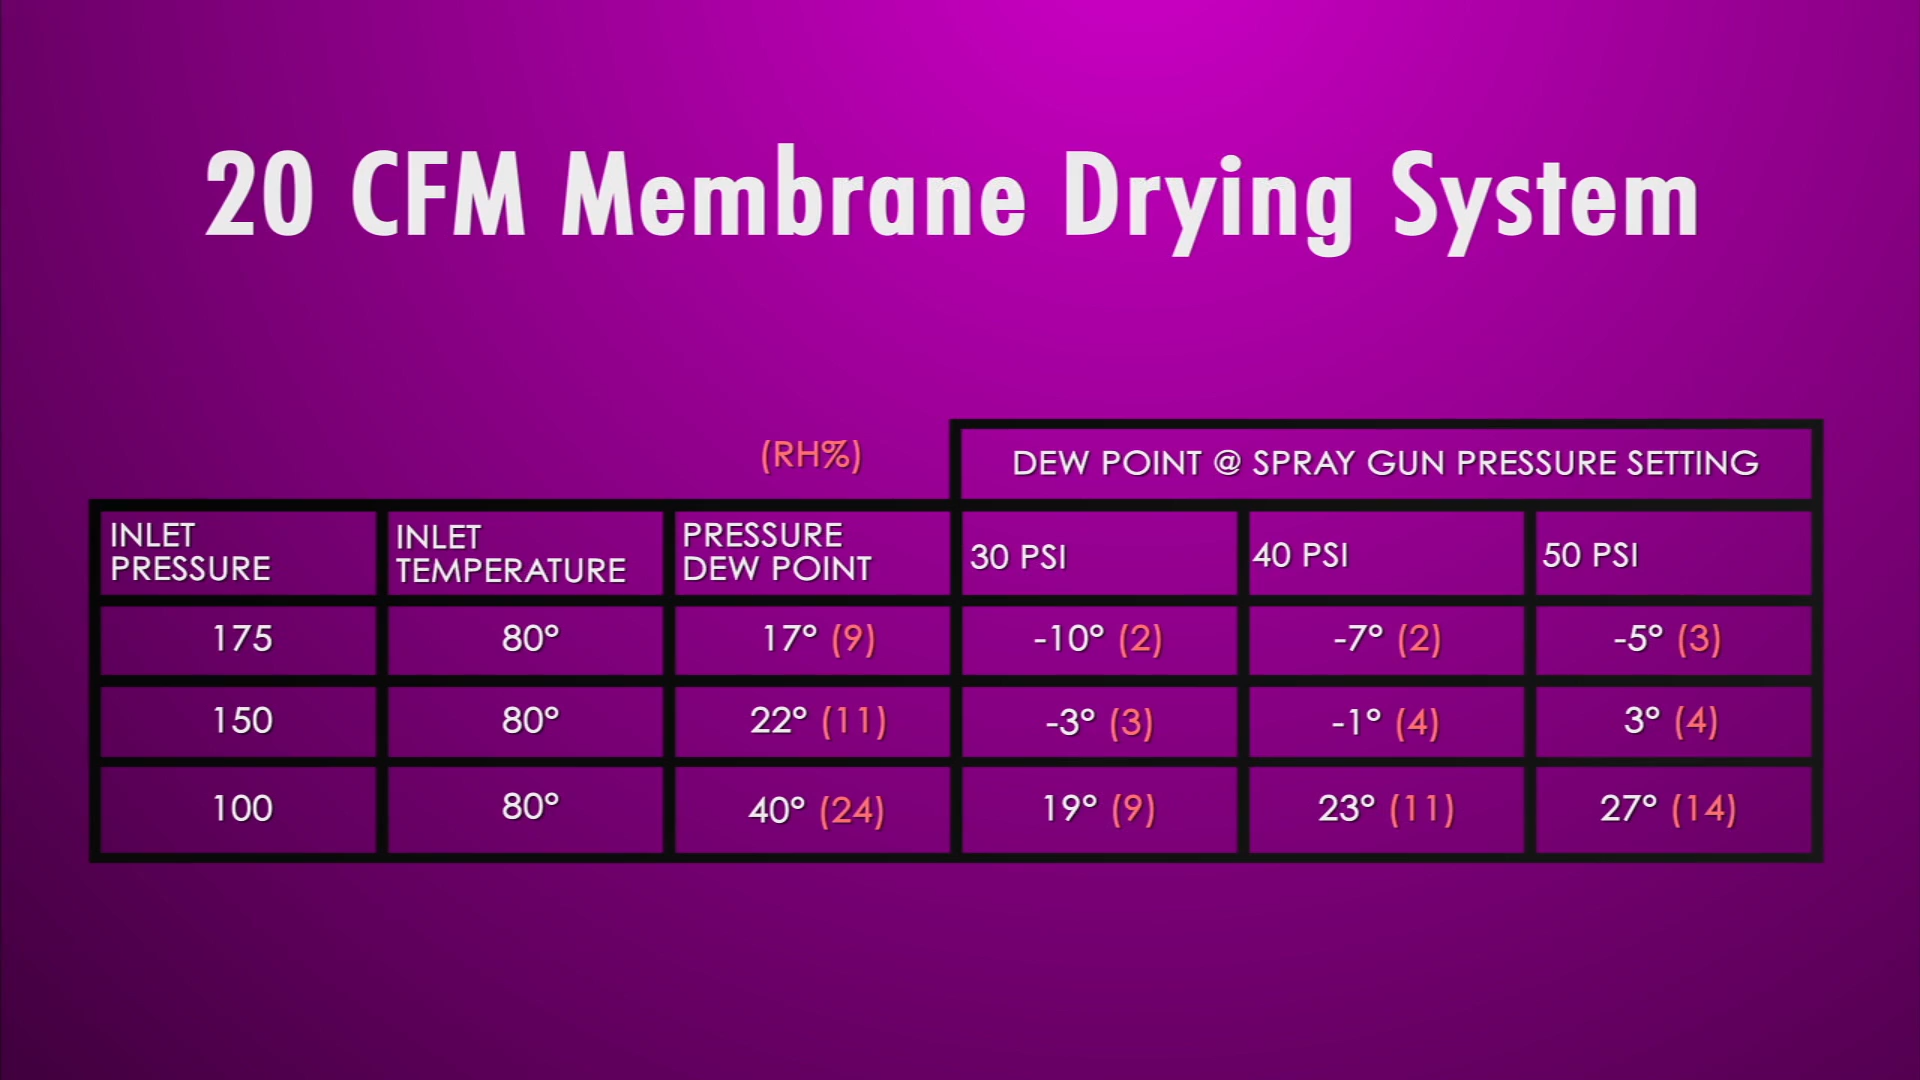 20 CFM Membrane Drying System
(RH%)
DEW POINT @ SPRAY GUN PRESSURE SETTING
INLET PRESSURE
INLET TEMPERATURE
PRESSURE DEW POINT
30 PSI
40 PSI
50 PSI
175 80° 17° (9) -10° (2) -7° (2) -5° (3)
150 80° 22° (11) -3° (3) -1° (4) 3° (4)
100 80° 40° (24) 19° (9) 23° (11) 27° (14)